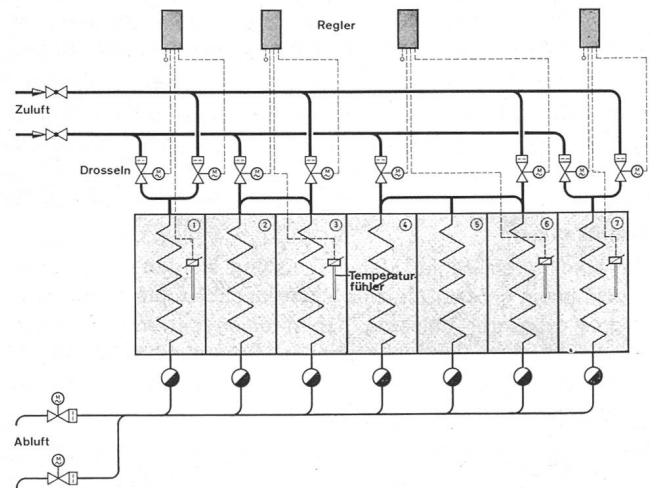 Regler
Zuluft
Drosseln
M M M M M M M M
1 2 3 4 5 6 7
Temperatur-
fühler
M
Abluft
M